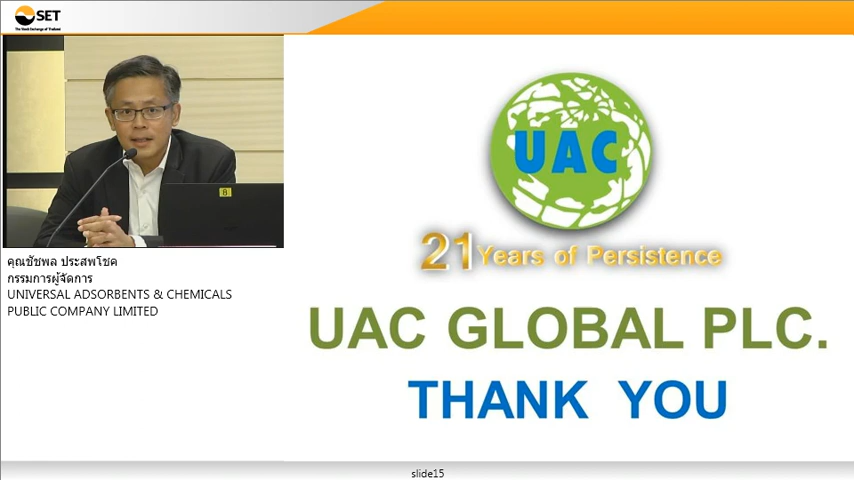 SET
The Stock Exchange of Thailand
8
คุณชัชพล ประสพโชค
กรรมการผู้จัดการ
UNIVERSAL ADSORBENTS & CHEMICALS
PUBLIC COMPANY LIMITED
UAC
21 Years of Persistence
UAC GLOBAL PLC.
THANK YOU
slide15